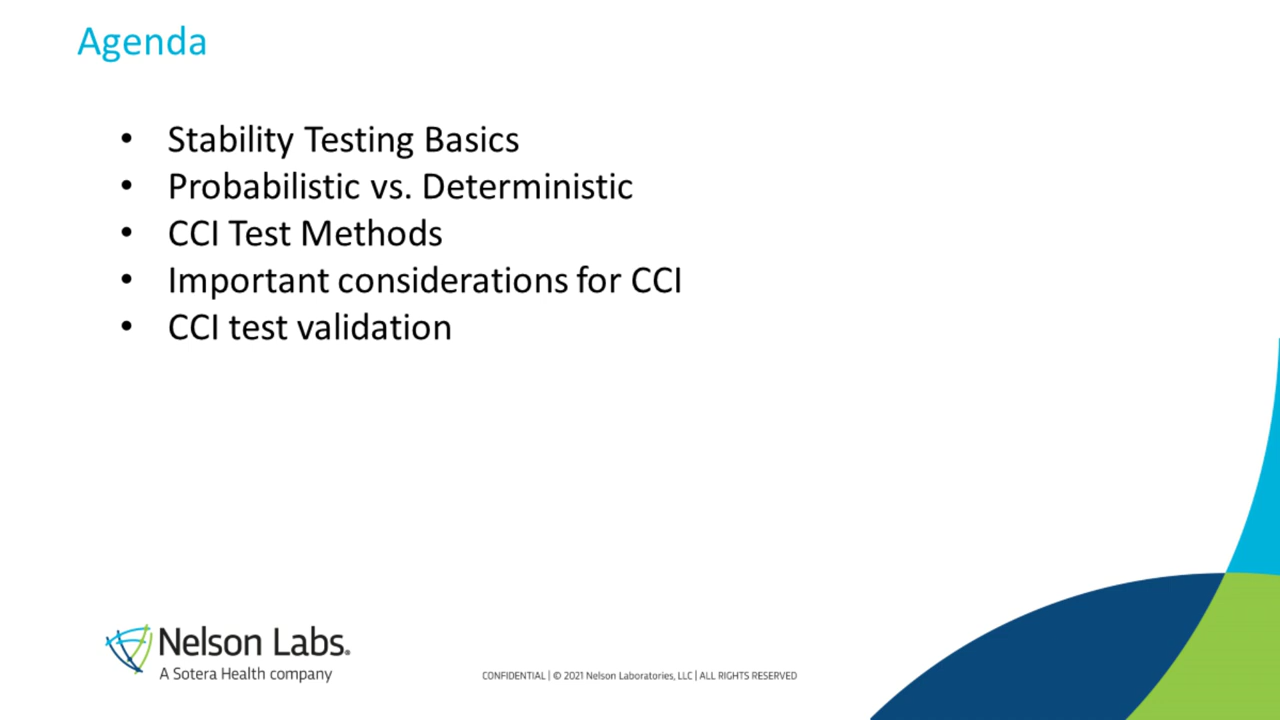 Agenda
• Stability Testing Basics
• Probabilistic vs. Deterministic
• CCI Test Methods
• Important considerations for CCI
• CCI test validation
Nelson Labs®
A Sotera Health company
CONFIDENTIAL | © 2021 Nelson Laboratories, LLC | ALL RIGHTS RESERVED